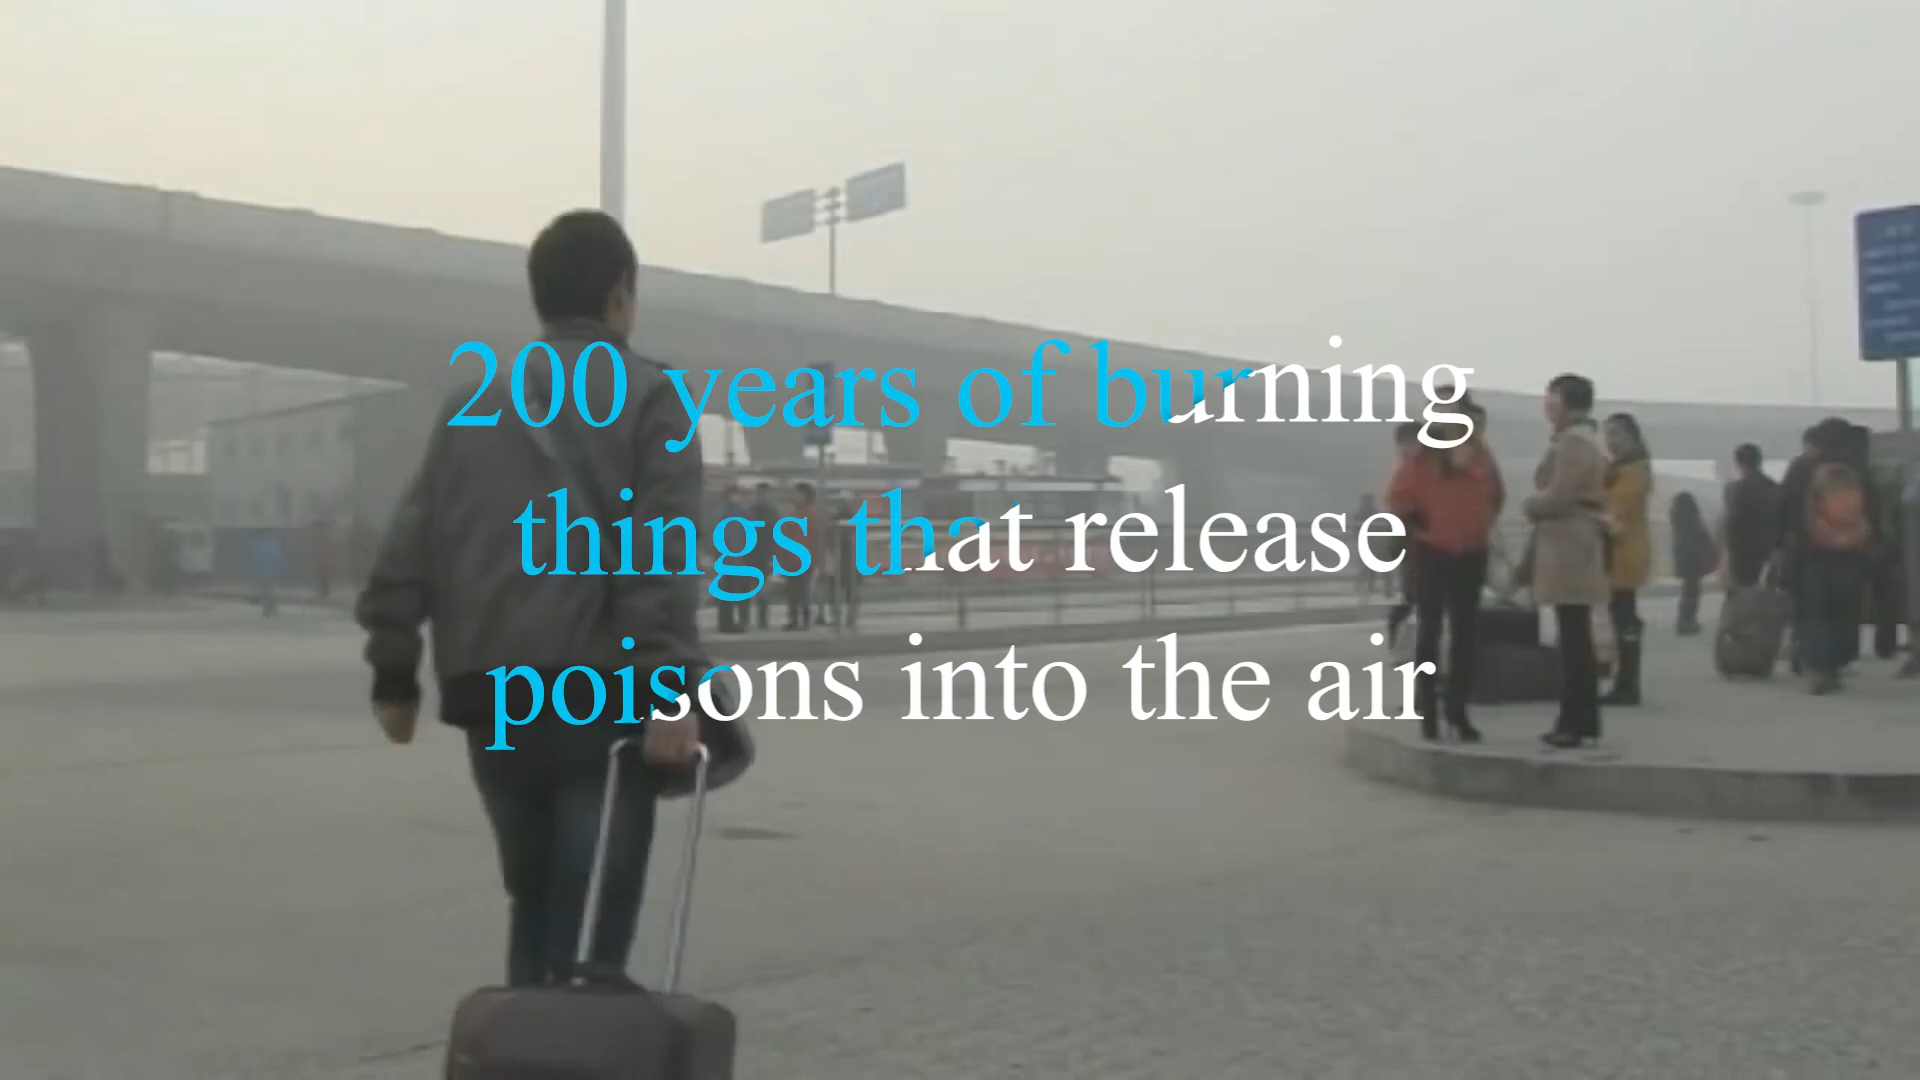 200 years of burning
things that release
poisons into the air